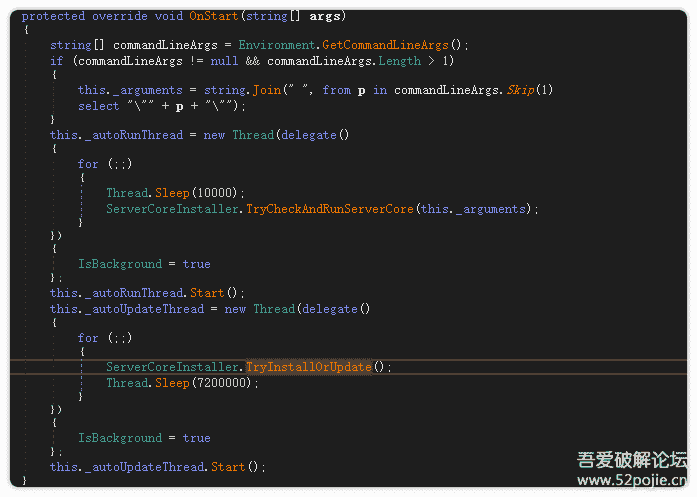 protected override void OnStart(string[] args)
{
    string[] commandLineArgs = Environment.GetCommandLineArgs();
    if (commandLineArgs != null && commandLineArgs.Length > 1)
    {
        this._arguments = string.Join(" ", from p in commandLineArgs.Skip(1)
        select "\"" + p + "\"");
    }
    this._autoRunThread = new Thread(delegate()
    {
        for (;;)
        {
            Thread.Sleep(10000);
            ServerCoreInstaller.TryCheckAndRunServerCore(this._arguments);
        }
    })
    {
        IsBackground = true
    };
    this._autoRunThread.Start();
    this._autoUpdateThread = new Thread(delegate()
    {
        for (;;)
        {
            ServerCoreInstaller.TryInstallOrUpdate();
            Thread.Sleep(7200000);
        }
    })
    {
        IsBackground = true
    };
    this._autoUpdateThread.Start();
}
吾爱破解论坛
www.52pojie.cn